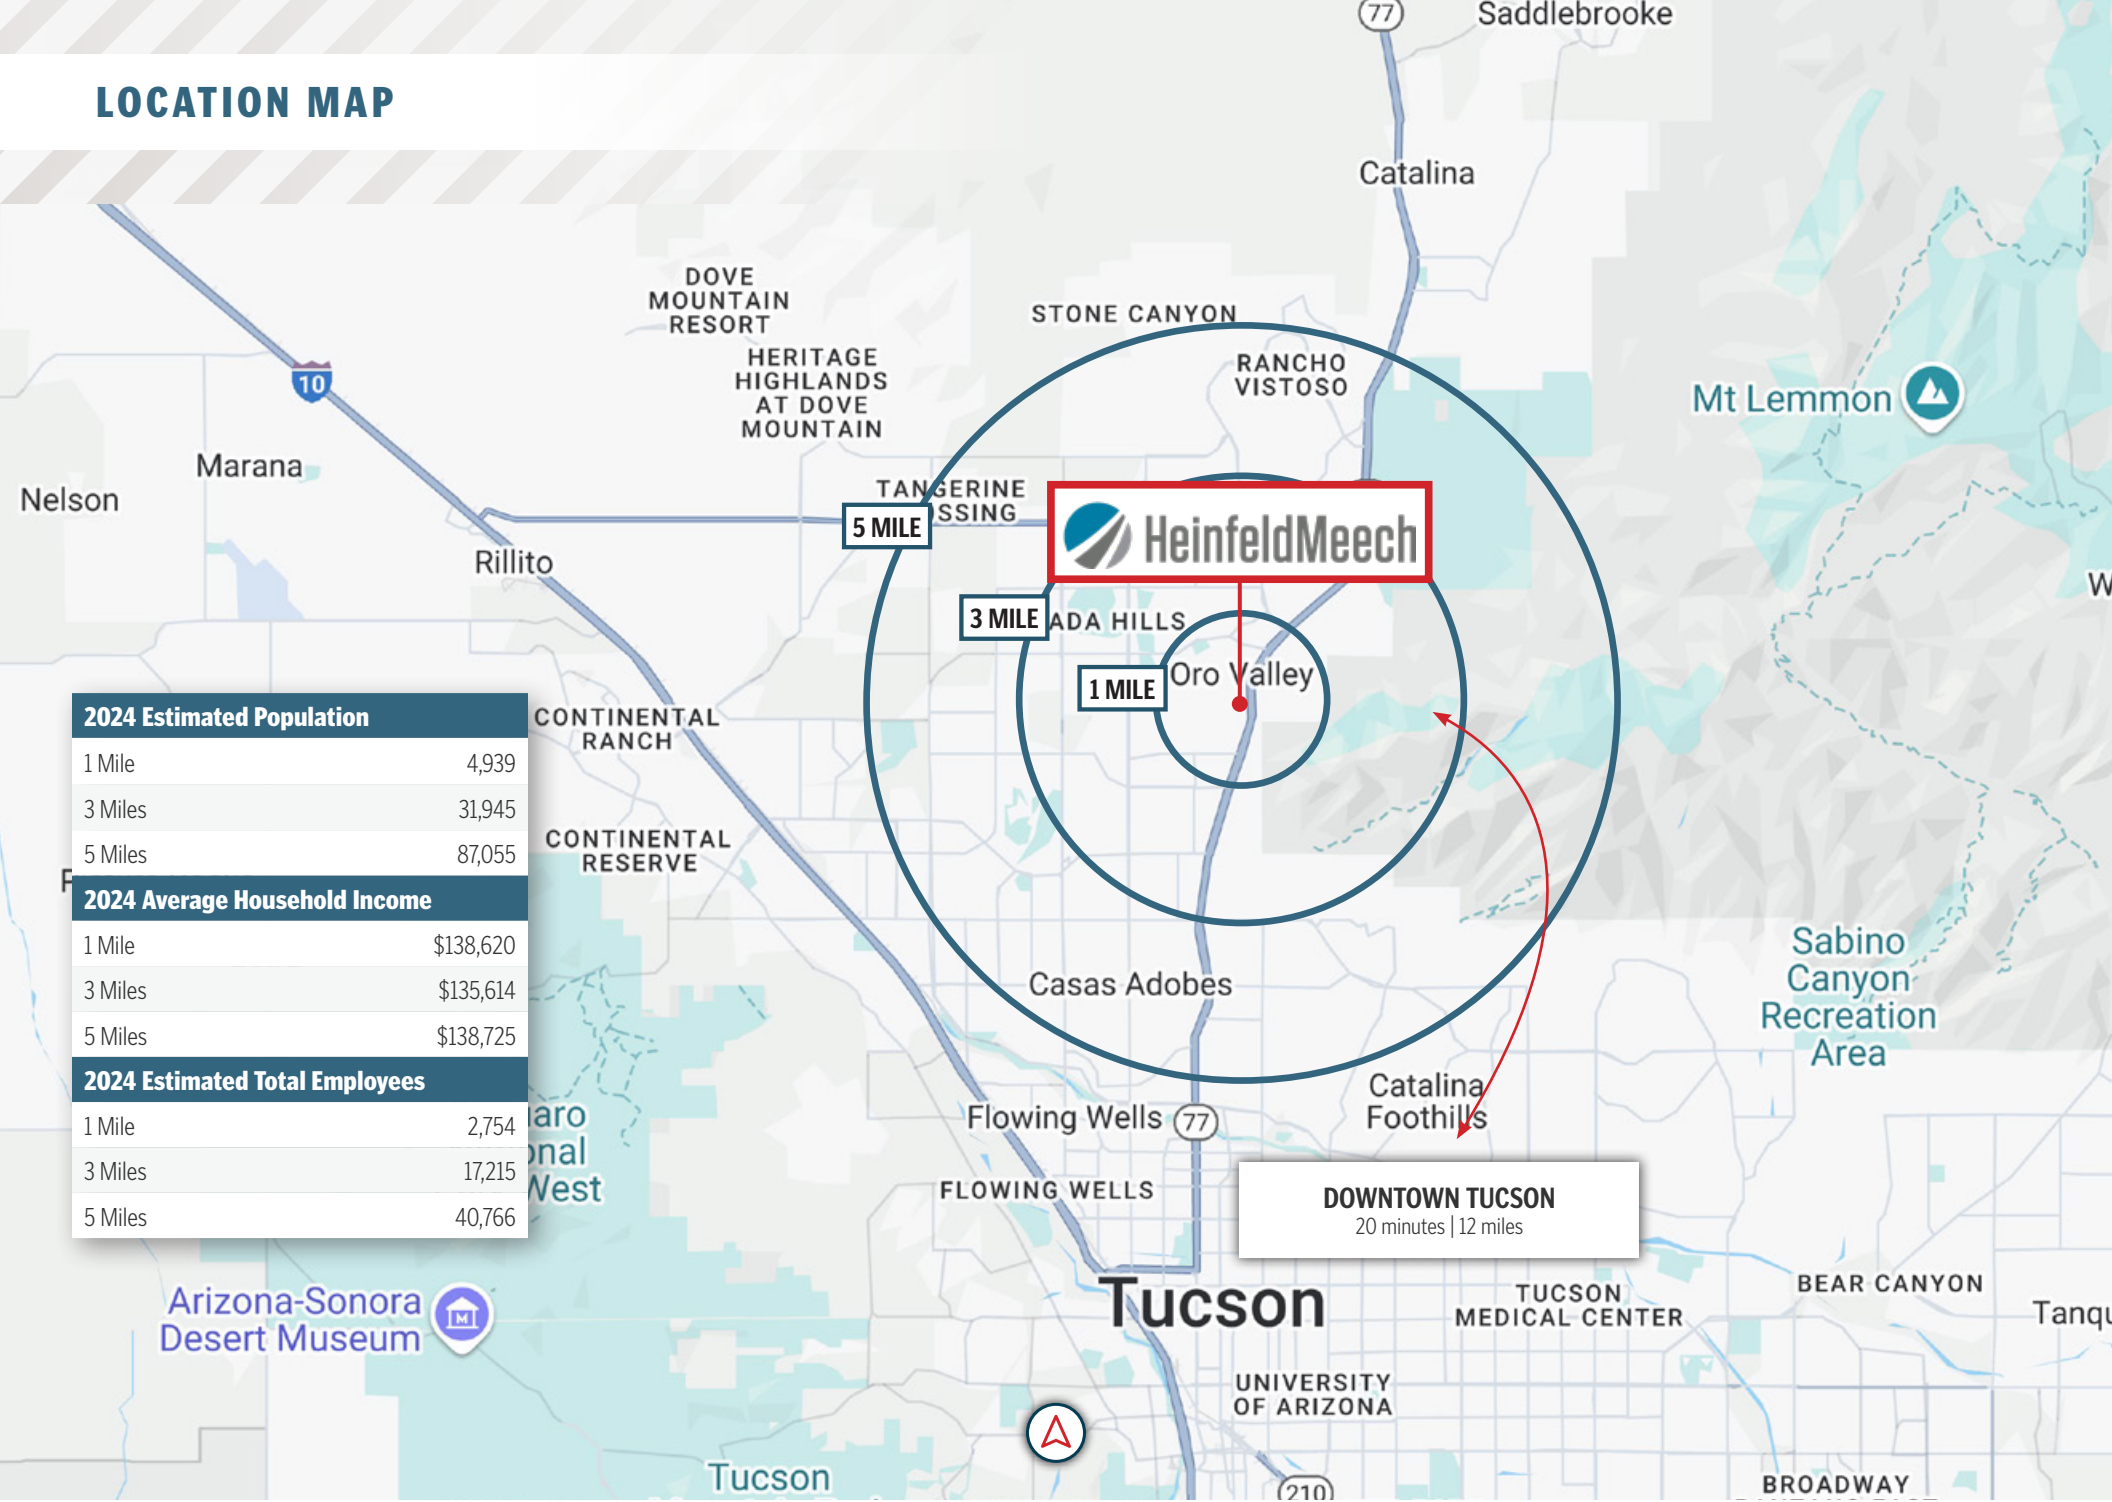 LOCATION MAP
77
Saddlebrooke
Catalina
DOVE
MOUNTAIN
RESORT
STONE CANYON
HERITAGE
HIGHLANDS
AT DOVE
MOUNTAIN
RANCHO
VISTOSO
10
Mt Lemmon
Marana
Nelson
TANGERINE
SSING
5 MILE
HeinfeldMeech
Rillito
W
3 MILE
ADA HILLS
1 MILE
Oro Valley
CONTINENTAL
RANCH
CONTINENTAL
RESERVE
2024 Estimated Population
1 Mile 4,939
3 Miles 31,945
5 Miles 87,055
2024 Average Household Income
1 Mile $138,620
3 Miles $135,614
5 Miles $138,725
2024 Estimated Total Employees
1 Mile 2,754
3 Miles 17,215
5 Miles 40,766
Casas Adobes
Sabino
Canyon
Recreation
Area
Catalina
Foothills
Flowing Wells
77
aro
onal
West
FLOWING WELLS
DOWNTOWN TUCSON
20 minutes | 12 miles
Tucson
Arizona-Sonora
Desert Museum
M
TUCSON
MEDICAL CENTER
BEAR CANYON
Tanqu
UNIVERSITY
OF ARIZONA
Tucson
210
BROADWAY